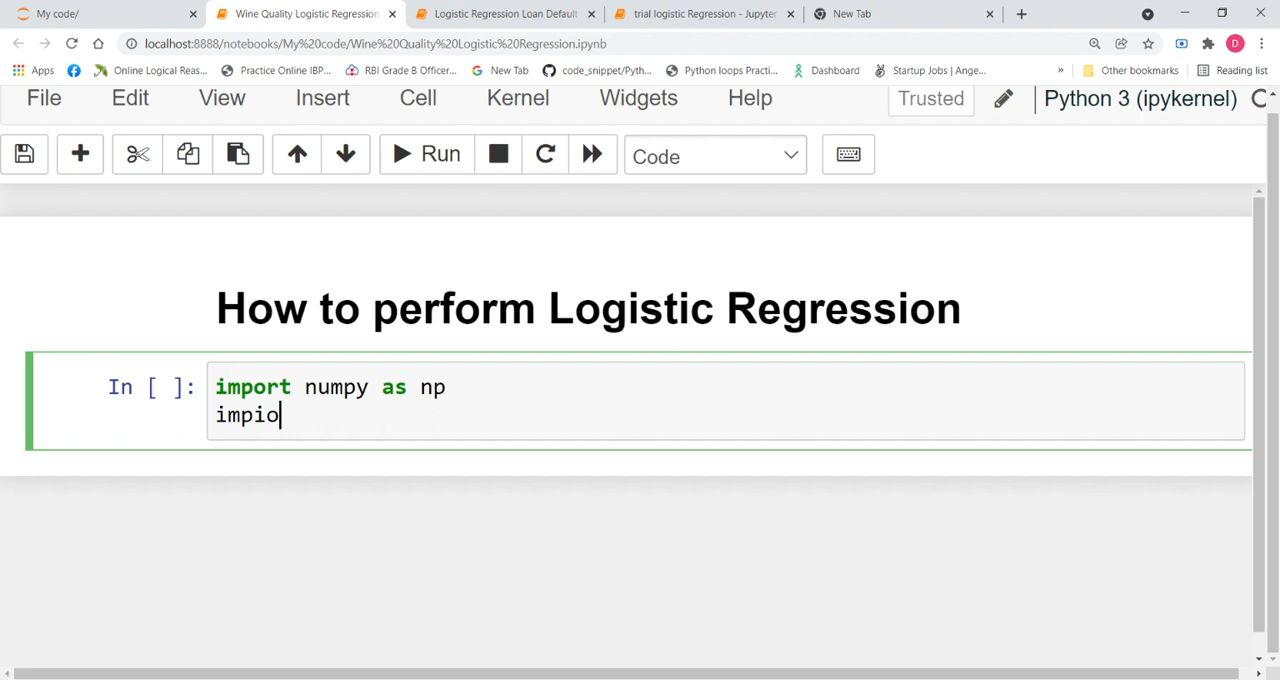 My code/
Wine Quality Logistic Regression
Logistic Regression Loan Default
trial logistic Regression - Jupyter
New Tab
localhost:8888/notebooks/My%20code/Wine%20Quality%20Logistic%20Regression.ipynb
D
Apps
Online Logical Reas...
Practice Online IBP...
RBI Grade B Officer...
New Tab
code_snippet/Pyth...
Python loops Practi...
Dashboard
Startup Jobs | Ange...
»
Other bookmarks
Reading list
File Edit View Insert Cell Kernel Widgets Help
Trusted
Python 3 (ipykernel)
Run
Code
How to perform Logistic Regression
In [ ]: import numpy as np
impio